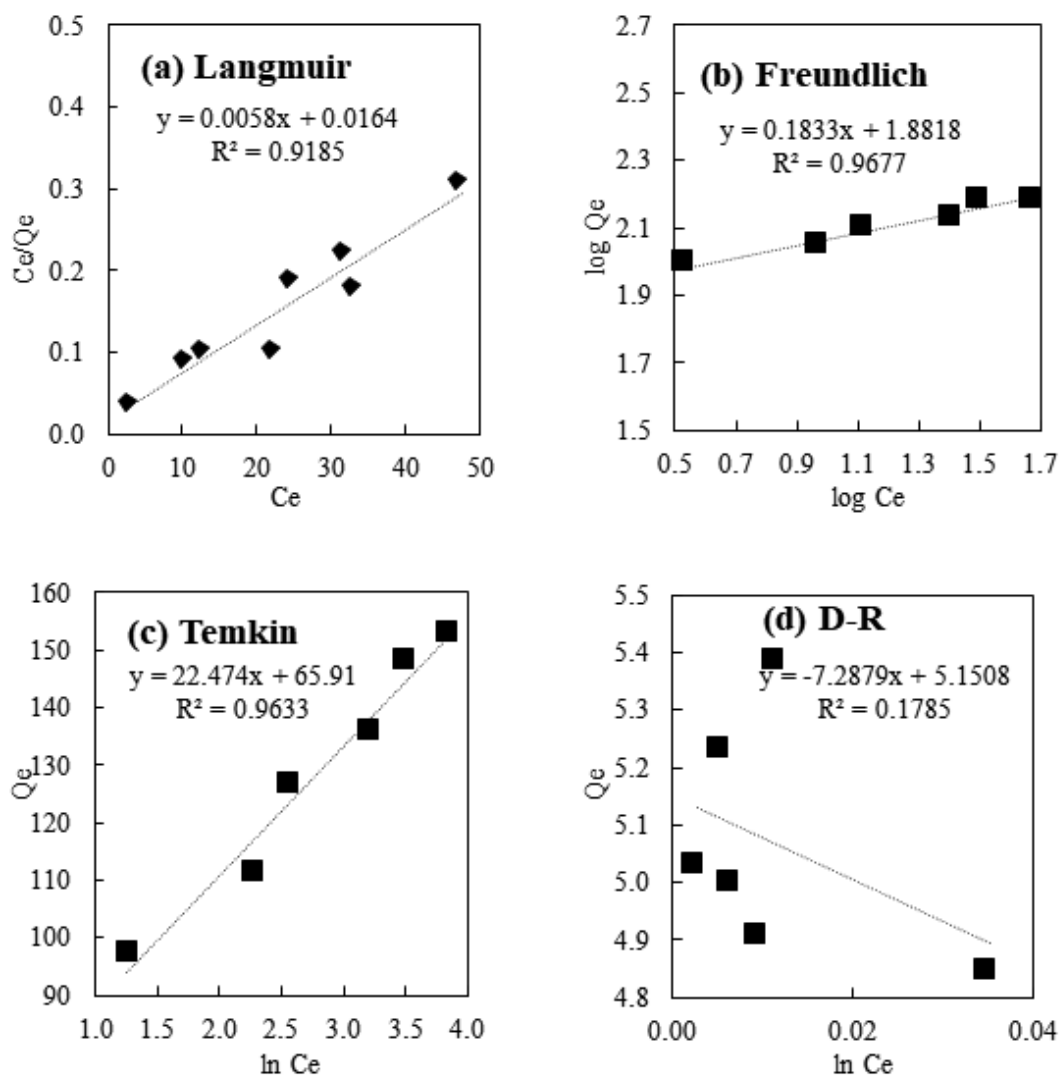 (a) Langmuir
y = 0.0058x + 0.0164
R² = 0.9185
0.5
0.4
0.3
0.2
0.1
0.0
Ce/Qe
0 10 20 30 40 50
Ce
(b) Freundlich
y = 0.1833x + 1.8818
R² = 0.9677
2.7
2.5
2.3
2.1
1.9
1.7
1.5
log Qe
0.5 0.7 0.9 1.1 1.3 1.5 1.7
log Ce
(c) Temkin
y = 22.474x + 65.91
R² = 0.9633
160
150
140
130
120
110
100
90
Qe
1.0 1.5 2.0 2.5 3.0 3.5 4.0
ln Ce
(d) D-R
y = -7.2879x + 5.1508
R² = 0.1785
5.5
5.4
5.3
5.2
5.1
5.0
4.9
4.8
Qe
0.00 0.02 0.04
ln Ce